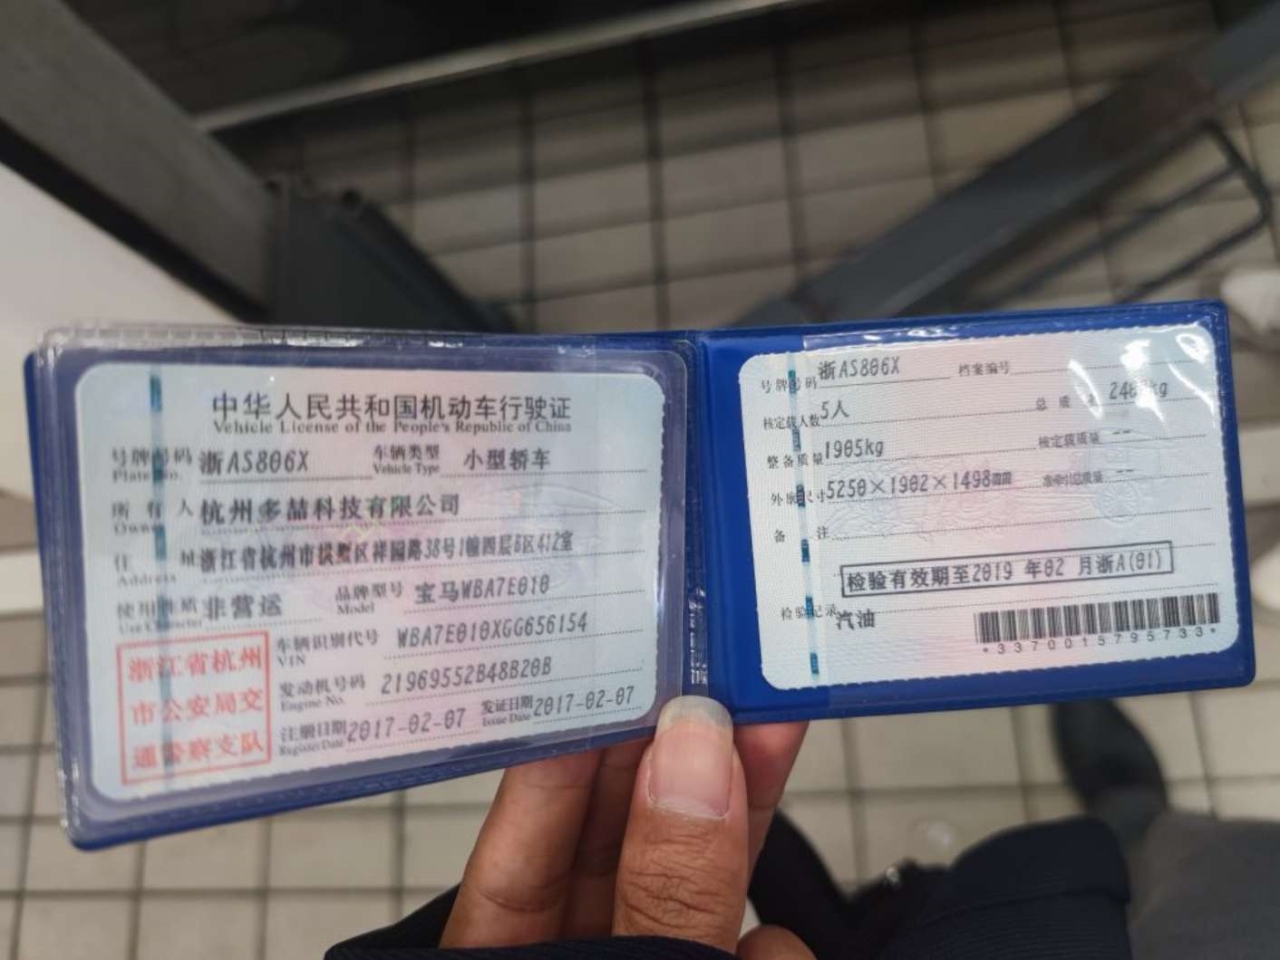 中华人民共和国机动车行驶证
Vehicle License of the People's Republic of China
号牌号码 浙AS806X 车辆类型 小型轿车
Plate No. Vehicle Type
所有人 杭州多喆科技有限公司
Owner
住址 浙江省杭州市拱墅区祥园路38号1幢四层6区412室
Address
使用性质 非营运 品牌型号 宝马WBA7E010
Use Character Model
浙江省杭州
市公安局交
通警察支队
车辆识别代号 WBA7E010XGG656154
VIN
发动机号码 21969552B48B20B
Engine No.
注册日期 2017-02-07 发证日期 2017-02-07
Register Date Issue Date
号牌号码 浙AS806X 档案编号
核定载人数 5人 总质量
整备质量 1905kg 核定载质量 --
外廓尺寸 5250×1902×1498mm --
备注
检验有效期至2019 年02 月浙A(01)
检验记录 汽油
*3370015795733*